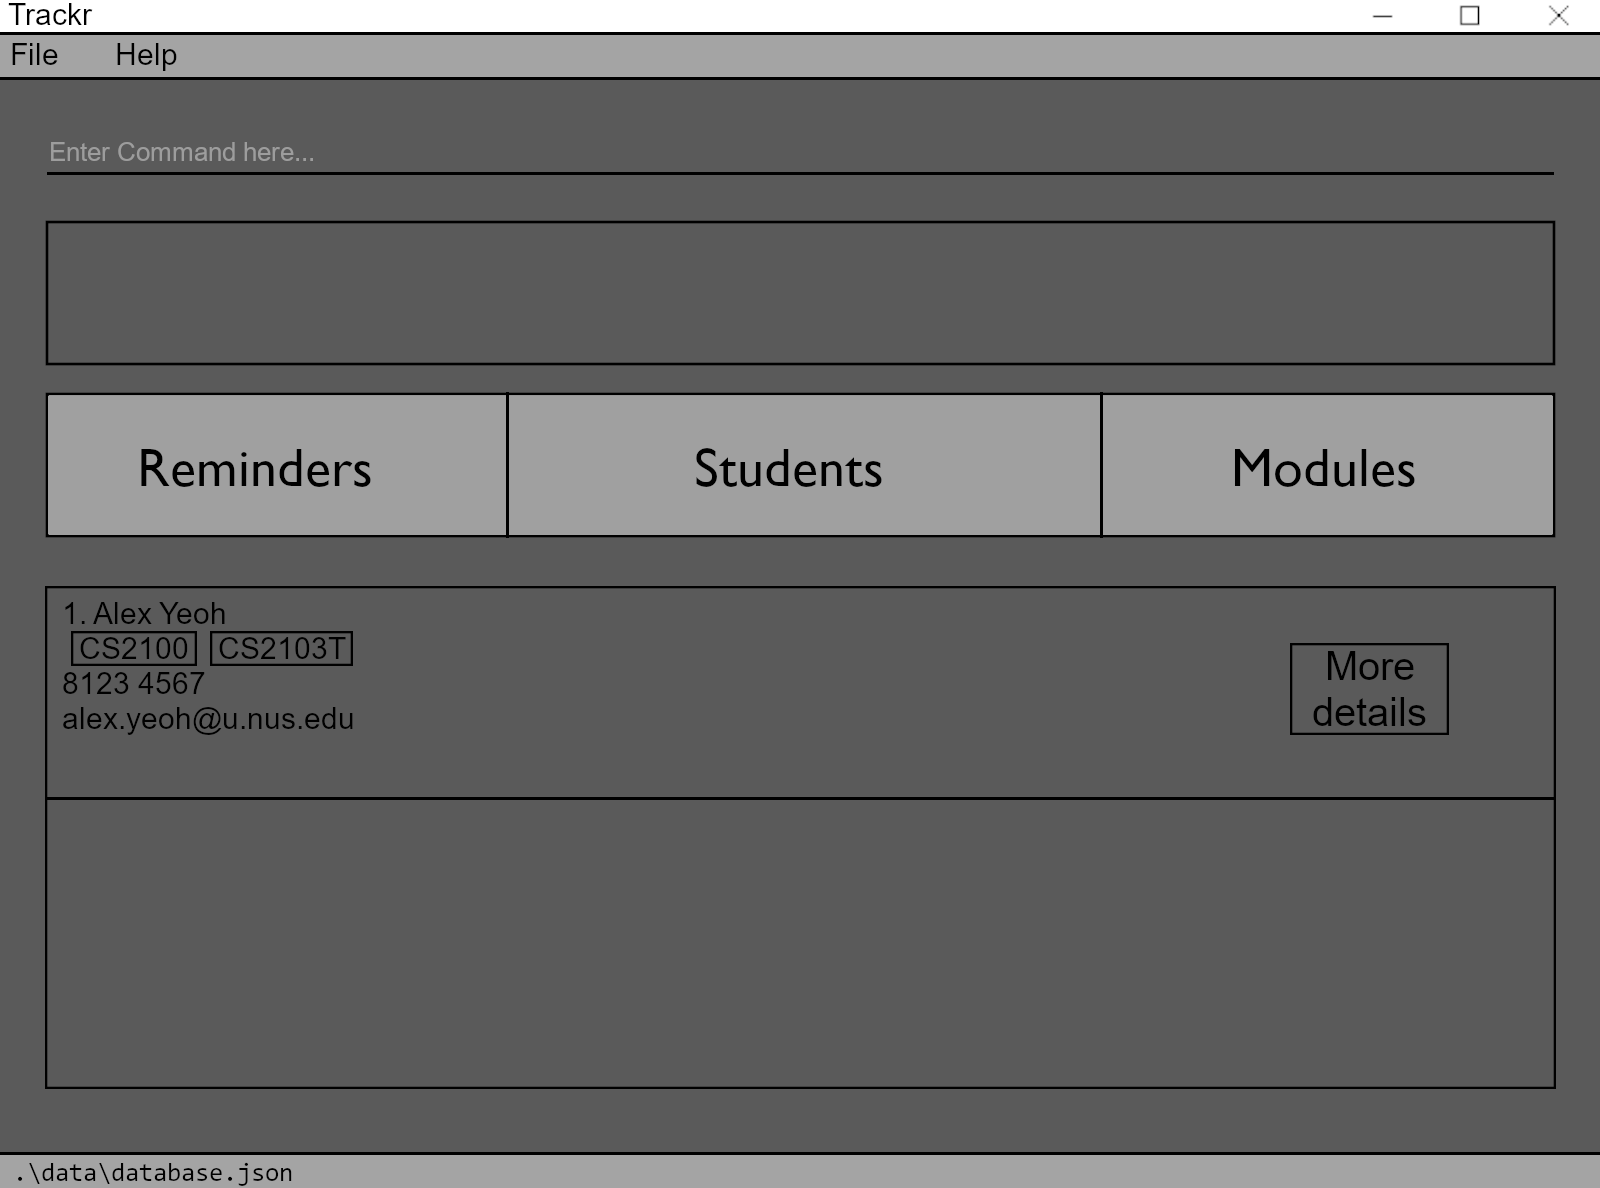 Trackr
File Help
Enter Command here...
Reminders Students Modules
1. Alex Yeoh
CS2100 CS2103T
8123 4567
alex.yeoh@u.nus.edu
More
details
.\data\database.json